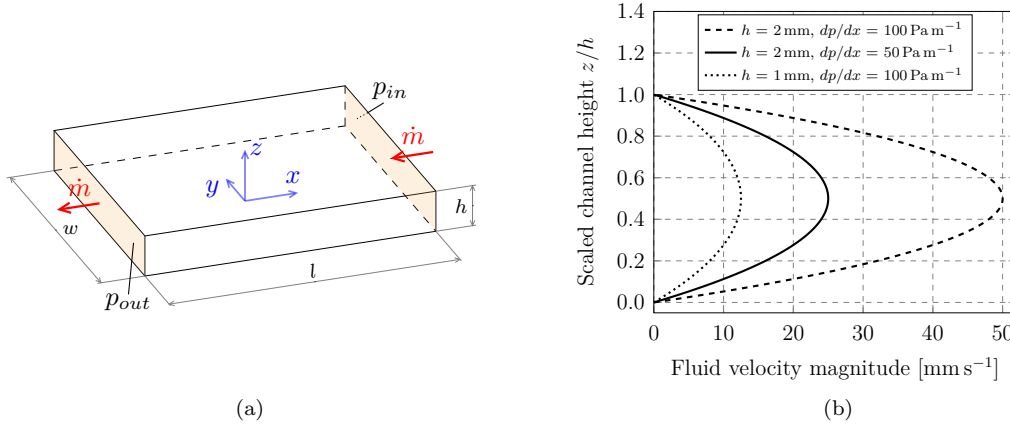 p_in
ṁ
z
y
x
ṁ
h
w
l
p_out
(a)
Scaled channel height z/h
1.4
1.2
1.0
0.8
0.6
0.4
0.2
0.0
h = 2 mm, dp/dx = 100 Pa m⁻¹
h = 2 mm, dp/dx = 50 Pa m⁻¹
h = 1 mm, dp/dx = 100 Pa m⁻¹
0 10 20 30 40 50
Fluid velocity magnitude [mm s⁻¹]
(b)